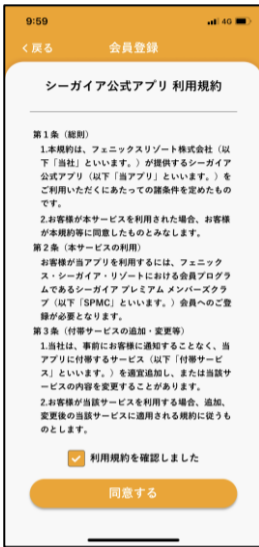 9:59
4G
戻る
会員登録
シーガイア公式アプリ 利用規約
第1条（総則）
1.本規約は、フェニックスリゾート株式会社（以
下「当社」といいます。）が提供するシーガイア
公式アプリ（以下「当アプリ」といいます。）を
ご利用いただくにあたっての諸条件を定めたもの
です。
2.お客様が本サービスを利用された場合、お客様
が本規約等に同意したものとみなします。
第2条（本サービスの利用）
お客様が当アプリを利用するには、フェニック
ス・シーガイア・リゾートにおける会員プログラ
ムであるシーガイア プレミアム メンバーズクラ
ブ（以下「SPMC」といいます。）会員へのご登
録が必要となります。
第3条（付帯サービスの追加・変更等）
1.当社は、事前にお客様に通知することなく、当
アプリに付帯するサービス（以下「付帯サービ
ス」といいます。）を適宜追加し、または当該サ
ービスの内容を変更することがあります。
2.お客様が当該サービスを利用する場合、追加、
変更後の当該サービスに適用される規約に従うも
のとします。
利用規約を確認しました
同意する